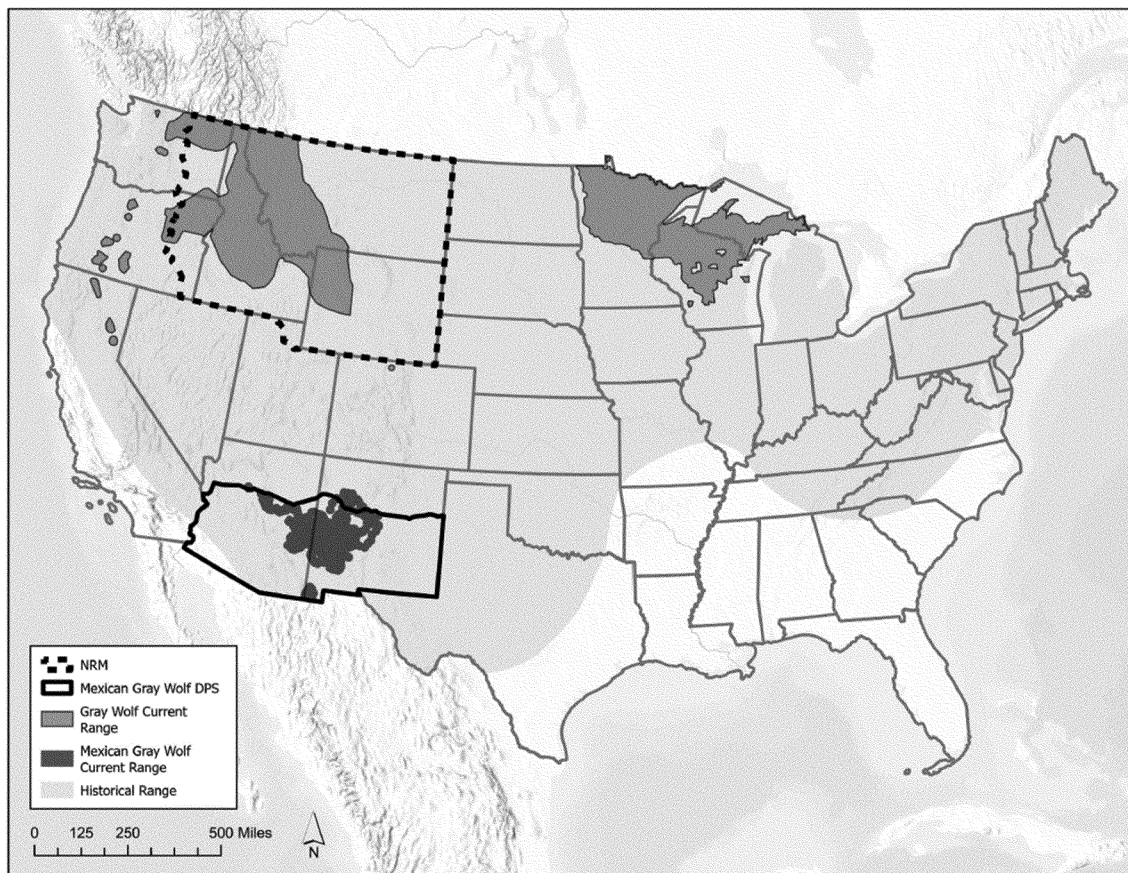 NRM
Mexican Gray Wolf DPS
Gray Wolf Current
Range
Mexican Gray Wolf
Current Range
Historical Range
0 125 250 500 Miles
N